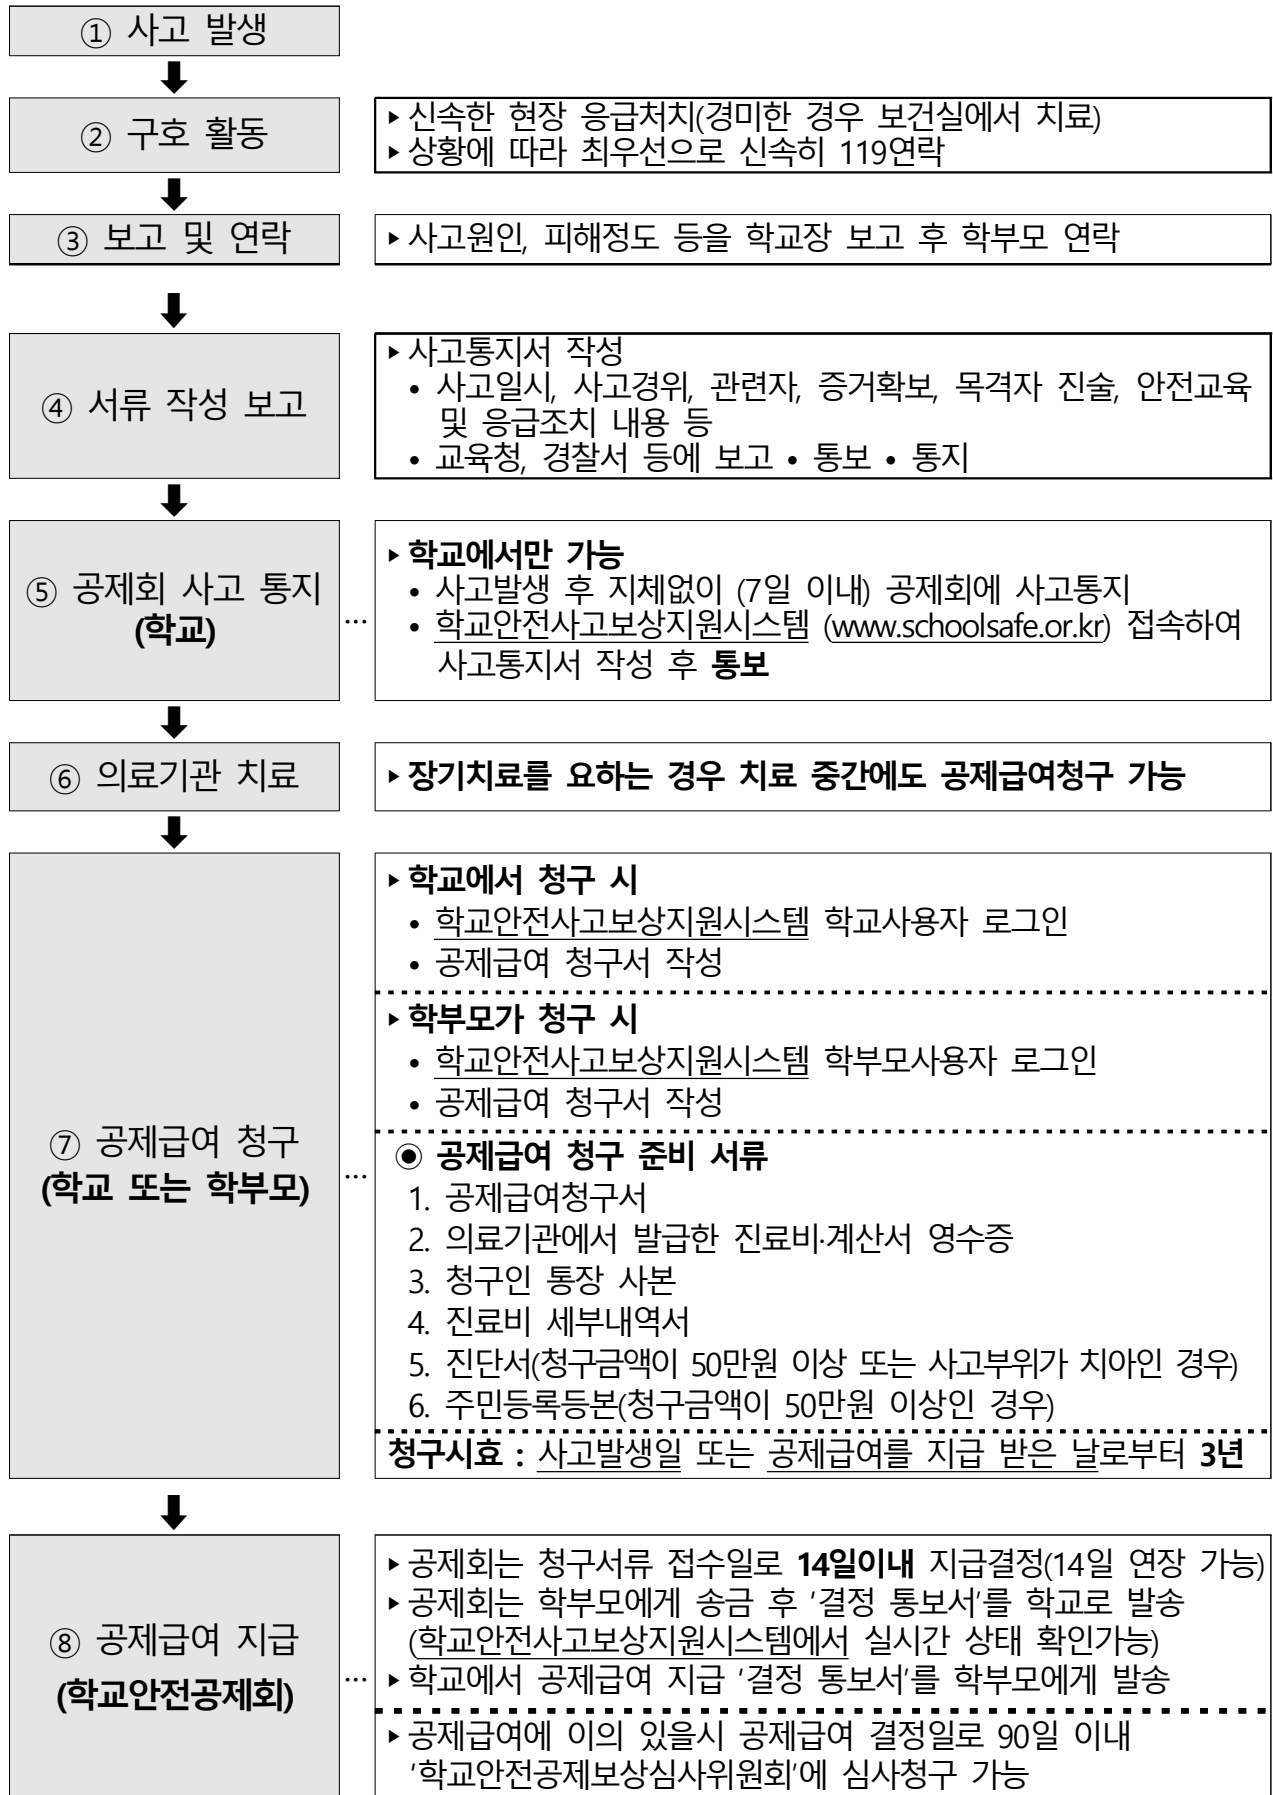 ① 사고 발생
② 구호 활동
▸신속한 현장 응급처치(경미한 경우 보건실에서 치료)
▸상황에 따라 최우선으로 신속히 119연락
③ 보고 및 연락
▸사고원인, 피해정도 등을 학교장 보고 후 학부모 연락
④ 서류 작성 보고
▸사고통지서 작성
• 사고일시, 사고경위, 관련자, 증거확보, 목격자 진술, 안전교육
및 응급조치 내용 등
• 교육청, 경찰서 등에 보고 • 통보 • 통지
⑤ 공제회 사고 통지
(학교)
…
▸학교에서만 가능
• 사고발생 후 지체없이 (7일 이내) 공제회에 사고통지
• 학교안전사고보상지원시스템 (www.schoolsafe.or.kr) 접속하여
사고통지서 작성 후 통보
⑥ 의료기관 치료
▸장기치료를 요하는 경우 치료 중간에도 공제급여청구 가능
⑦ 공제급여 청구
(학교 또는 학부모)
…
▸학교에서 청구 시
• 학교안전사고보상지원시스템 학교사용자 로그인
• 공제급여 청구서 작성
▸학부모가 청구 시
• 학교안전사고보상지원시스템 학부모사용자 로그인
• 공제급여 청구서 작성
◉ 공제급여 청구 준비 서류
1. 공제급여청구서
2. 의료기관에서 발급한 진료비·계산서 영수증
3. 청구인 통장 사본
4. 진료비 세부내역서
5. 진단서(청구금액이 50만원 이상 또는 사고부위가 치아인 경우)
6. 주민등록등본(청구금액이 50만원 이상인 경우)
청구시효 : 사고발생일 또는 공제급여를 지급 받은 날로부터 3년
⑧ 공제급여 지급
(학교안전공제회)
…
▸공제회는 청구서류 접수일로 14일이내 지급결정(14일 연장 가능)
▸공제회는 학부모에게 송금 후 '결정 통보서'를 학교로 발송
(학교안전사고보상지원시스템에서 실시간 상태 확인가능)
▸학교에서 공제급여 지급 '결정 통보서'를 학부모에게 발송
▸공제급여에 이의 있을시 공제급여 결정일로 90일 이내
'학교안전공제보상심사위원회'에 심사청구 가능